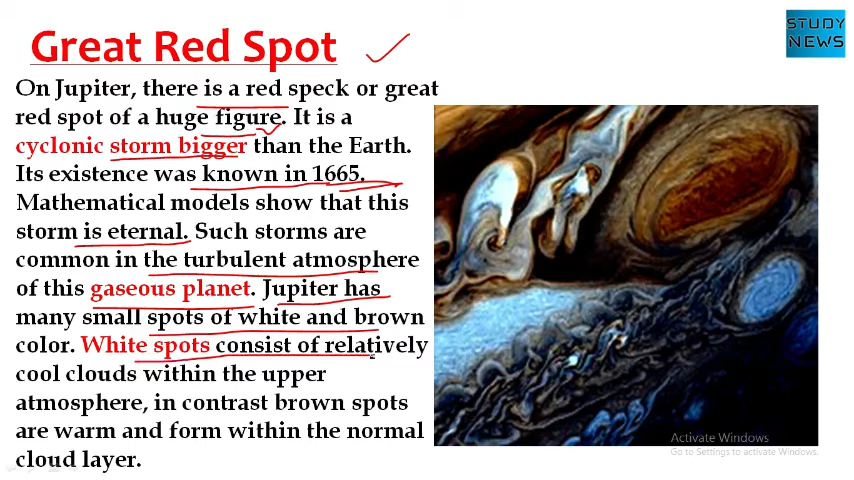 Great Red Spot
STUDY
NEWS
On Jupiter, there is a red speck or great
red spot of a huge figure. It is a
cyclonic storm bigger than the Earth.
Its existence was known in 1665.
Mathematical models show that this
storm is eternal. Such storms are
common in the turbulent atmosphere
of this gaseous planet. Jupiter has
many small spots of white and brown
color. White spots consist of relatively
cool clouds within the upper
atmosphere, in contrast brown spots
are warm and form within the normal
cloud layer.
Activate Windows
Go to Settings to activate Windows.